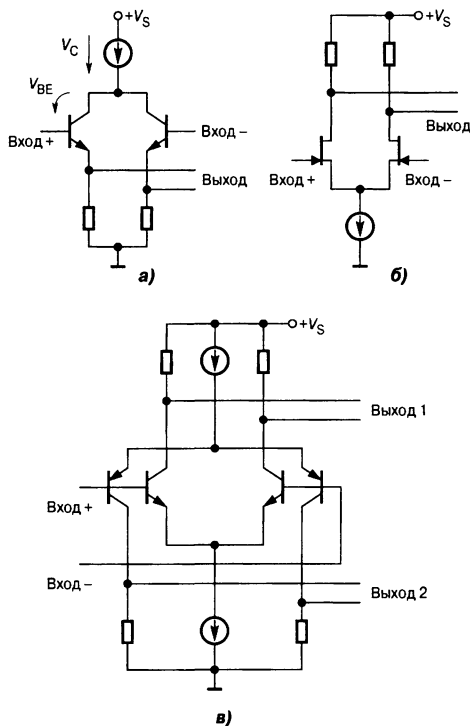 +V_S
V_C
V_BE
Вход +
Вход −
Выход
а)
+V_S
Выход
Вход +
Вход −
б)
+V_S
Выход 1
Вход +
Вход −
Выход 2
в)